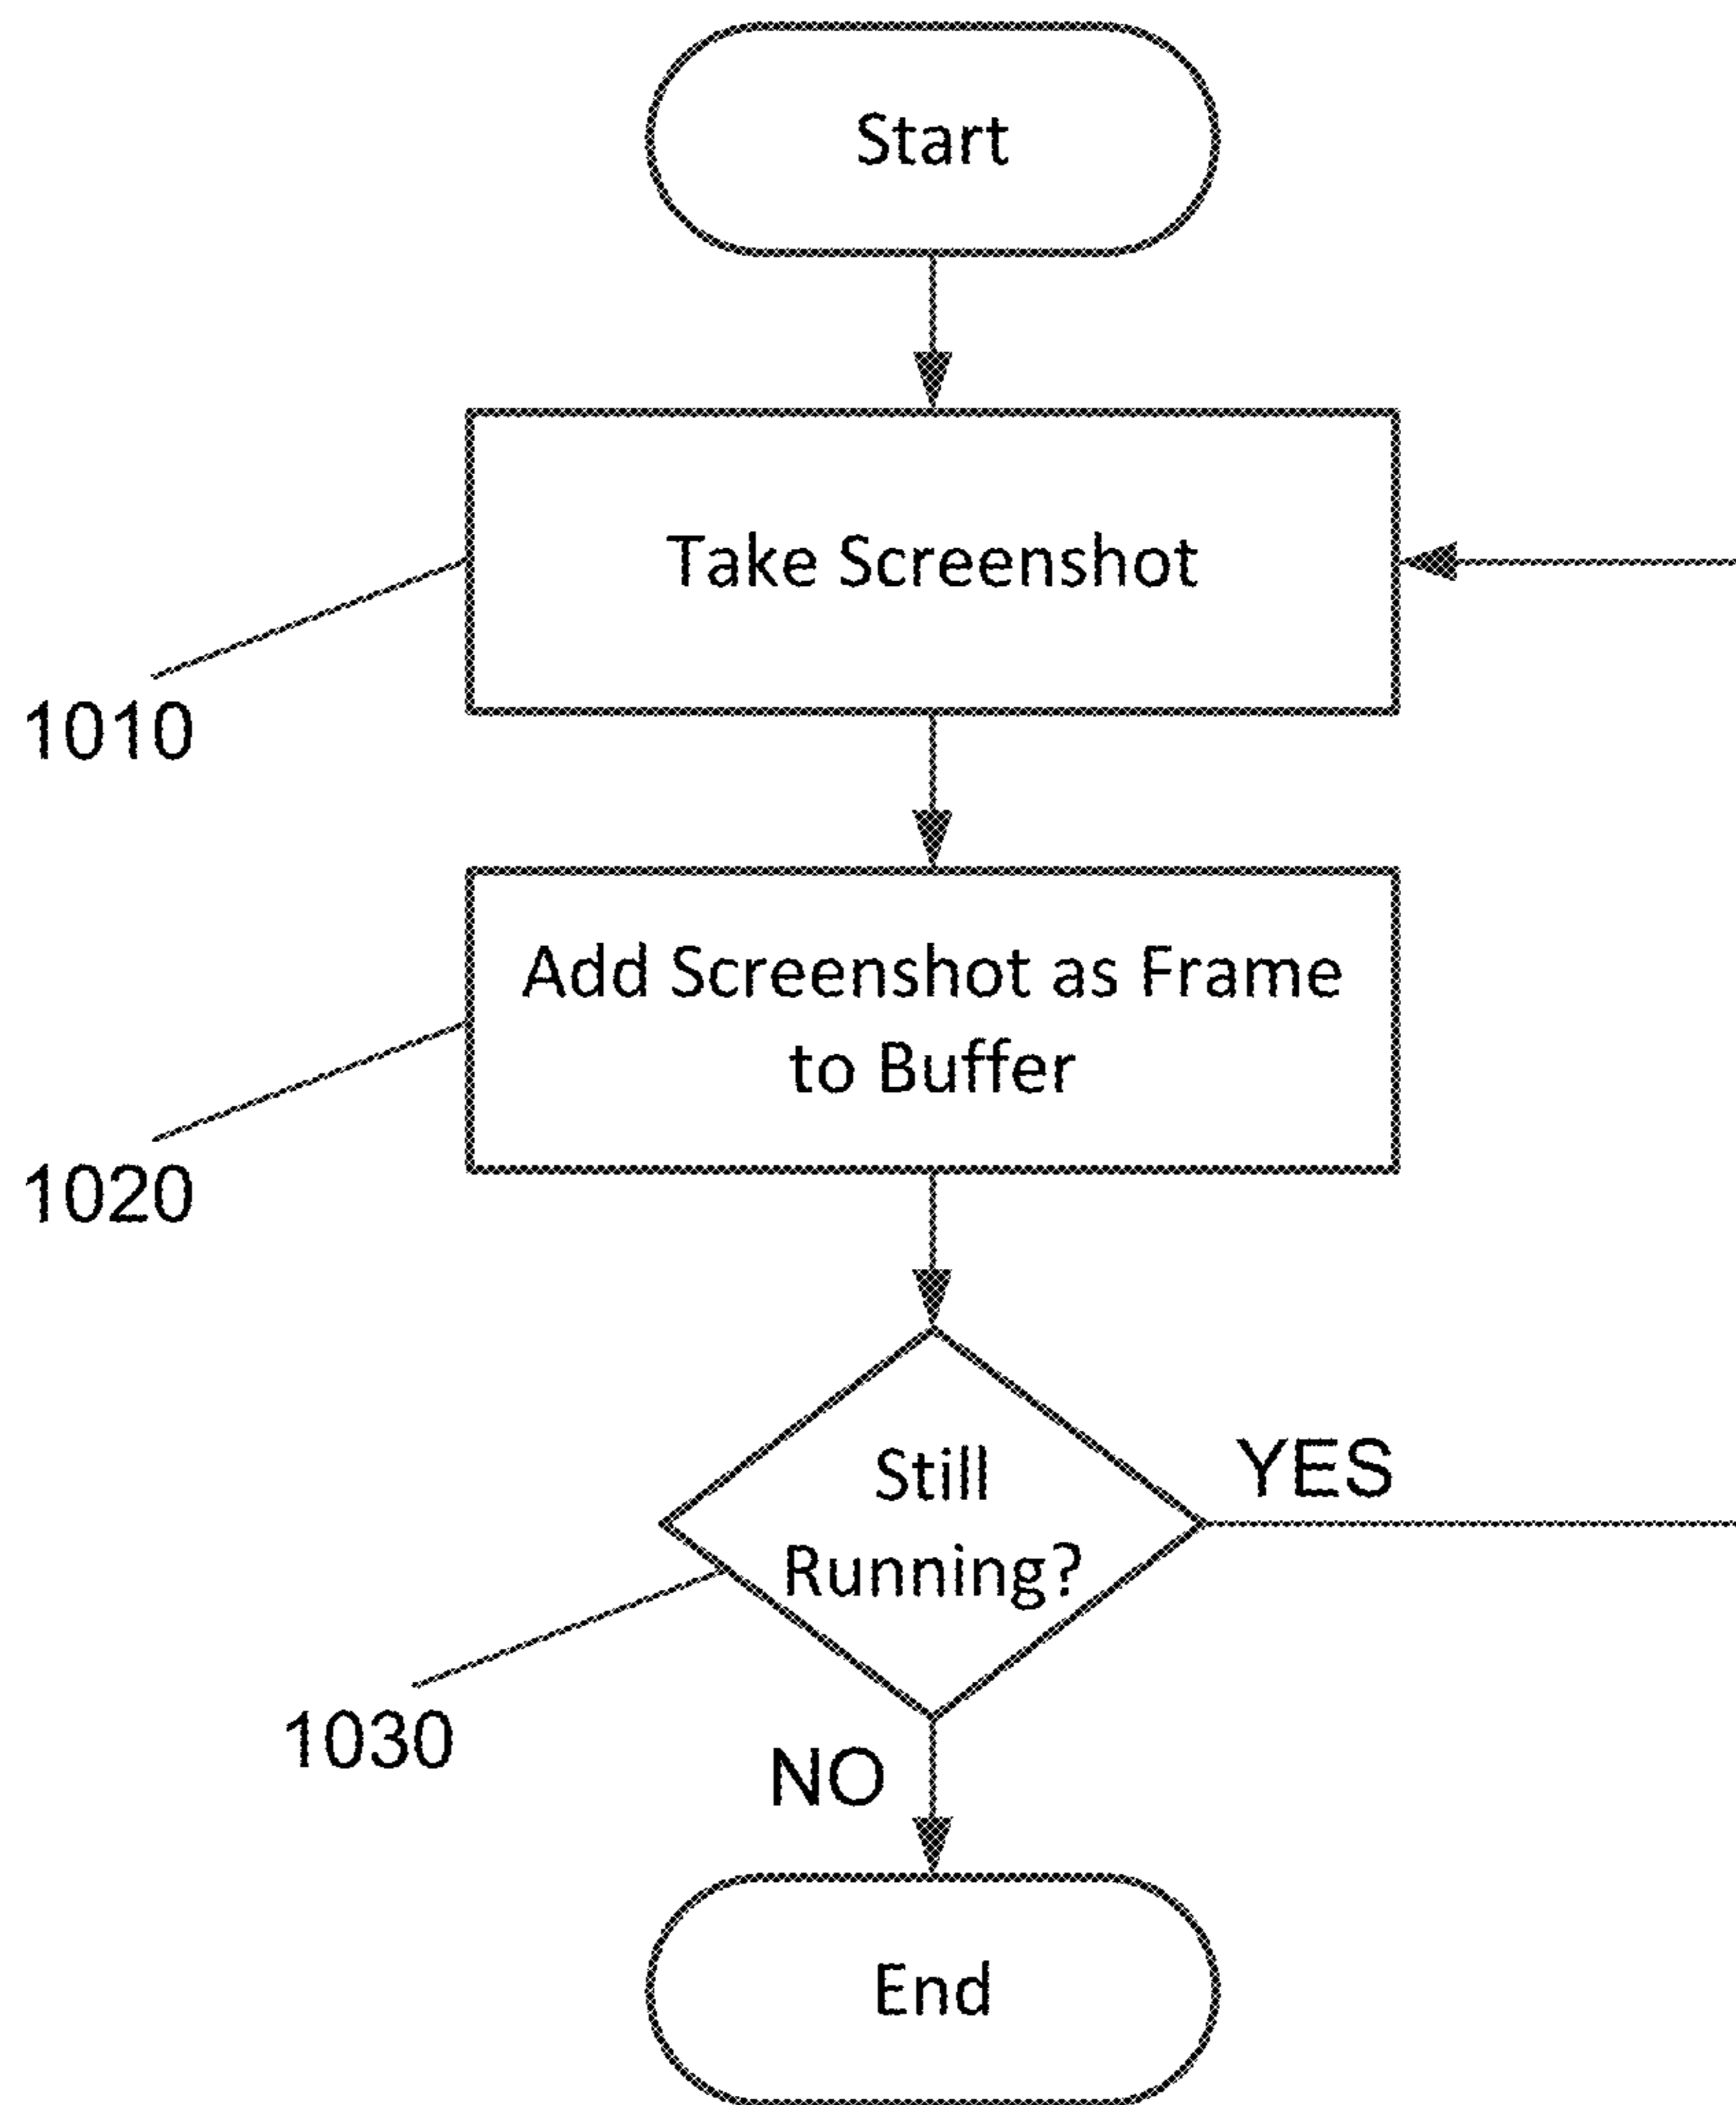 Start
Take Screenshot
1010
Add Screenshot as Frame
to Buffer
1020
Still
Running?
YES
1030
NO
End